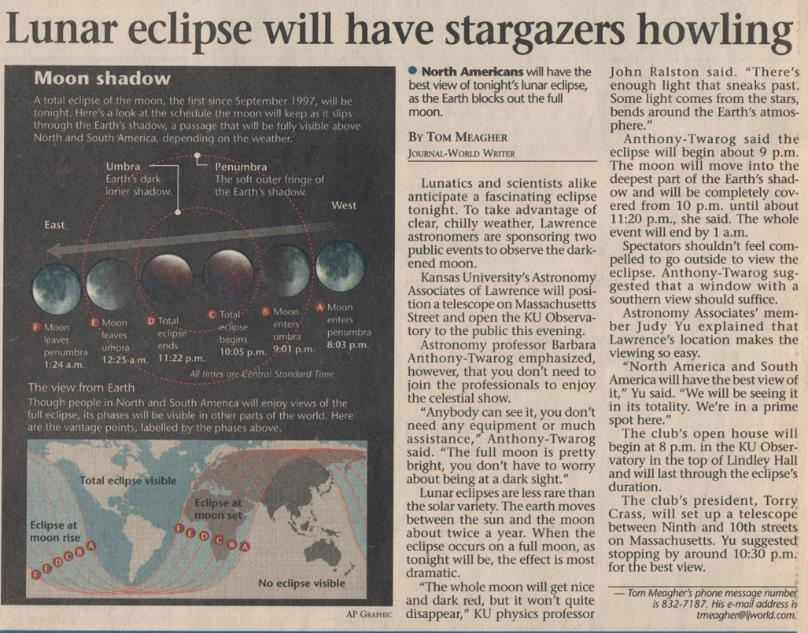 Lunar eclipse will have stargazers howling
Moon shadow
A total eclipse of the moon, the first since September 1997, will be
tonight. Here's a look at the schedule the moon will keep as it slips
through the Earth's shadow, a passage that will be fully visible above
North and South America, depending on the weather.
Umbra
Earth's dark
inner shadow.
Penumbra
The soft outer fringe of
the Earth's shadow.
West
East
F Moon
leaves
penumbra
1:24 a.m.
E Moon
leaves
umbra
12:25 a.m.
D Total
eclipse
ends
11:22 p.m.
C Total
eclipse
begins
10:05 p.m.
B Moon
enters
umbra
9:01 p.m.
A Moon
enters
penumbra
8:03 p.m.
All times are Central Standard Time
The view from Earth
Though people in North and South America will enjoy views of the
full eclipse, its phases will be visible in other parts of the world. Here
are the vantage points, labelled by the phases above.
Total eclipse visible
Eclipse at
moon set
Eclipse at
moon rise
F E D C B A
F E D C B A
No eclipse visible
AP GRAPHIC
• North Americans will have the
best view of tonight's lunar eclipse,
as the Earth blocks out the full
moon.
BY TOM MEAGHER
JOURNAL-WORLD WRITER
Lunatics and scientists alike
anticipate a fascinating eclipse
tonight. To take advantage of
clear, chilly weather, Lawrence
astronomers are sponsoring two
public events to observe the dark-
ened moon.
Kansas University's Astronomy
Associates of Lawrence will posi-
tion a telescope on Massachusetts
Street and open the KU Observa-
tory to the public this evening.
Astronomy professor Barbara
Anthony-Twarog emphasized,
however, that you don't need to
join the professionals to enjoy
the celestial show.
"Anybody can see it, you don't
need any equipment or much
assistance," Anthony-Twarog
said. "The full moon is pretty
bright, you don't have to worry
about being at a dark sight."
Lunar eclipses are less rare than
the solar variety. The earth moves
between the sun and the moon
about twice a year. When the
eclipse occurs on a full moon, as
tonight will be, the effect is most
dramatic.
"The whole moon will get nice
and dark red, but it won't quite
disappear," KU physics professor
John Ralston said. "There's
enough light that sneaks past.
Some light comes from the stars,
bends around the Earth's atmos-
phere."
Anthony-Twarog said the
eclipse will begin about 9 p.m.
The moon will move into the
deepest part of the Earth's shad-
ow and will be completely cov-
ered from 10 p.m. until about
11:20 p.m., she said. The whole
event will end by 1 a.m.
Spectators shouldn't feel com-
pelled to go outside to view the
eclipse. Anthony-Twarog sug-
gested that a window with a
southern view should suffice.
Astronomy Associates' mem-
ber Judy Yu explained that
Lawrence's location makes the
viewing so easy.
"North America and South
America will have the best view of
it," Yu said. "We will be seeing it
in its totality. We're in a prime
spot here."
The club's open house will
begin at 8 p.m. in the KU Obser-
vatory in the top of Lindley Hall
and will last through the eclipse's
duration.
The club's president, Torry
Crass, will set up a telescope
between Ninth and 10th streets
on Massachusetts. Yu suggested
stopping by around 10:30 p.m.
for the best view.
— Tom Meagher's phone message number
is 832-7187. His e-mail address is
tmeagher@ljworld.com.